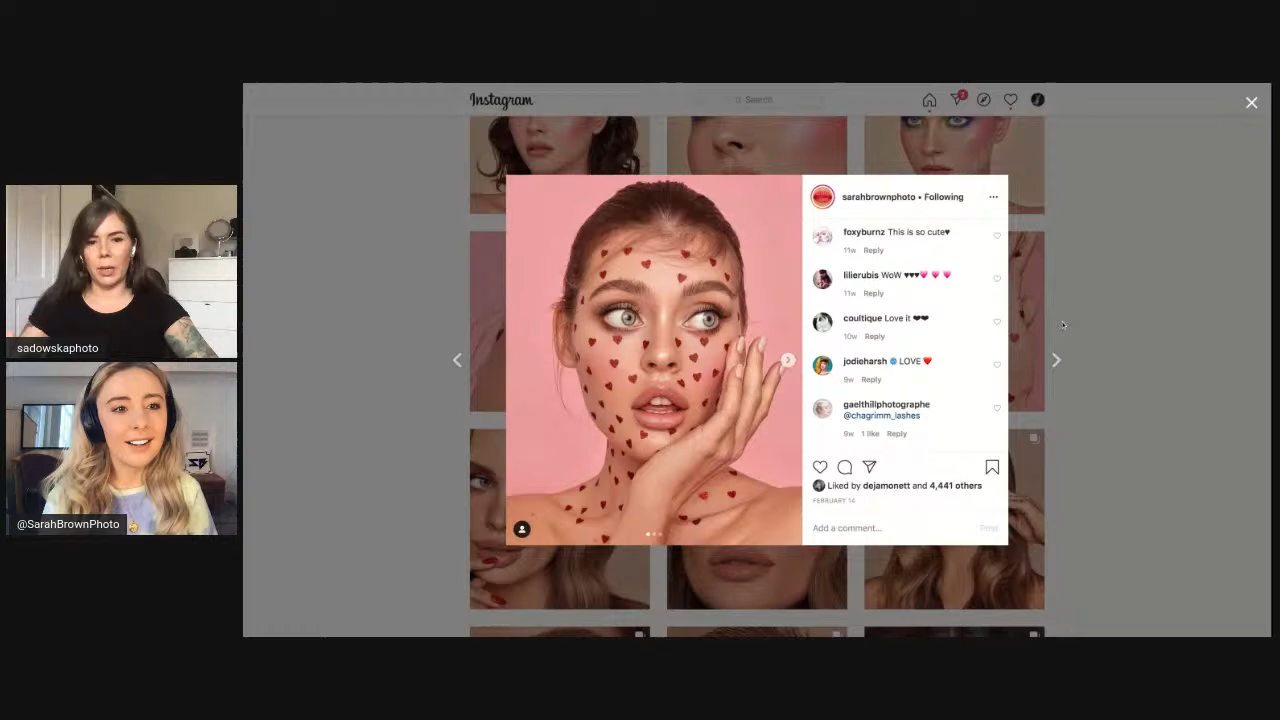 Instagram
Search
2
sarahbrownphoto • Following
foxyburnz This is so cute♥
11w Reply
lilierubis WoW ♥♥♥💗 💗 💗
11w Reply
coultique Love it ❤❤
10w Reply
jodieharsh LOVE ❤️
9w Reply
gaelthillphotographe
@chagrimm_lashes
9w 1 like Reply
Liked by dejamonett and 4,441 others
FEBRUARY 14
Add a comment...
Post
sadowskaphoto
@SarahBrownPhoto